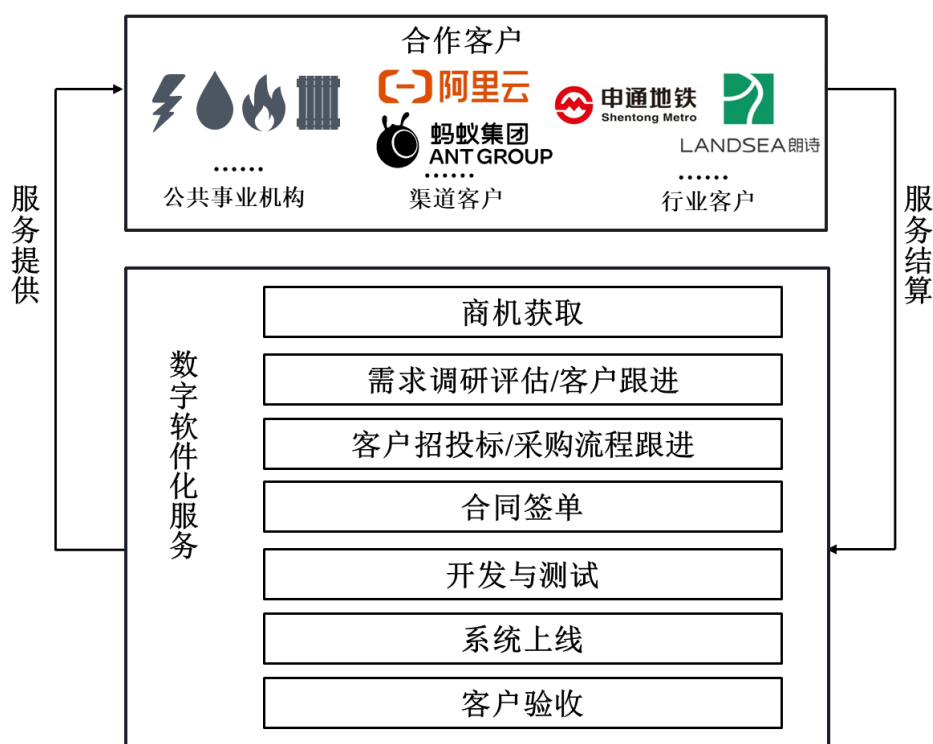 合作客户
阿里云
蚂蚁集团
ANT GROUP
申通地铁
Shentong Metro
LANDSEA朗诗
……
公共事业机构
……
渠道客户
……
行业客户
服务提供
服务结算
数字软件化服务
商机获取
需求调研评估/客户跟进
客户招投标/采购流程跟进
合同签单
开发与测试
系统上线
客户验收